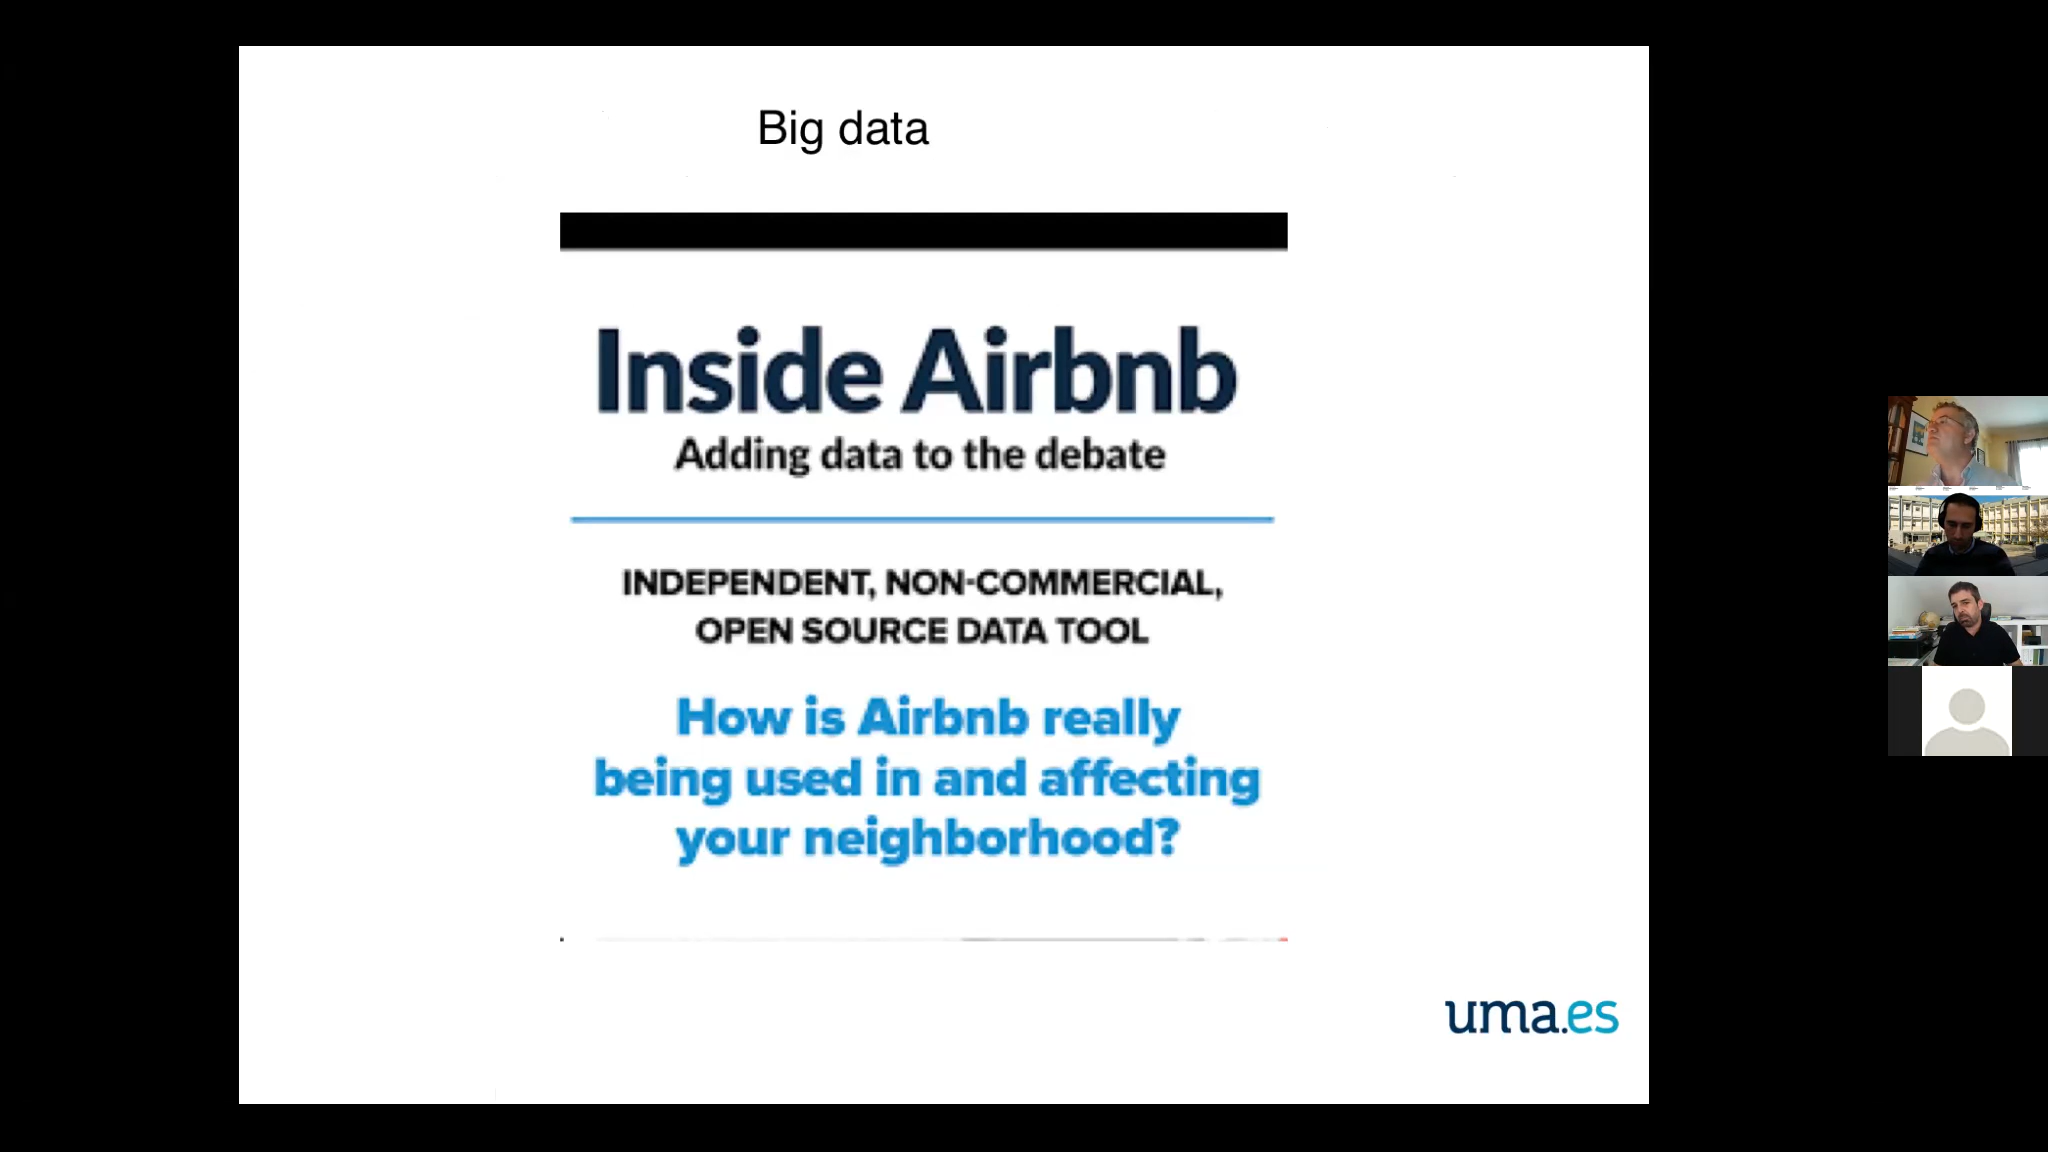 Big data
Inside Airbnb
Adding data to the debate
INDEPENDENT, NON-COMMERCIAL,
OPEN SOURCE DATA TOOL
How is Airbnb really
being used in and affecting
your neighborhood?
uma.es